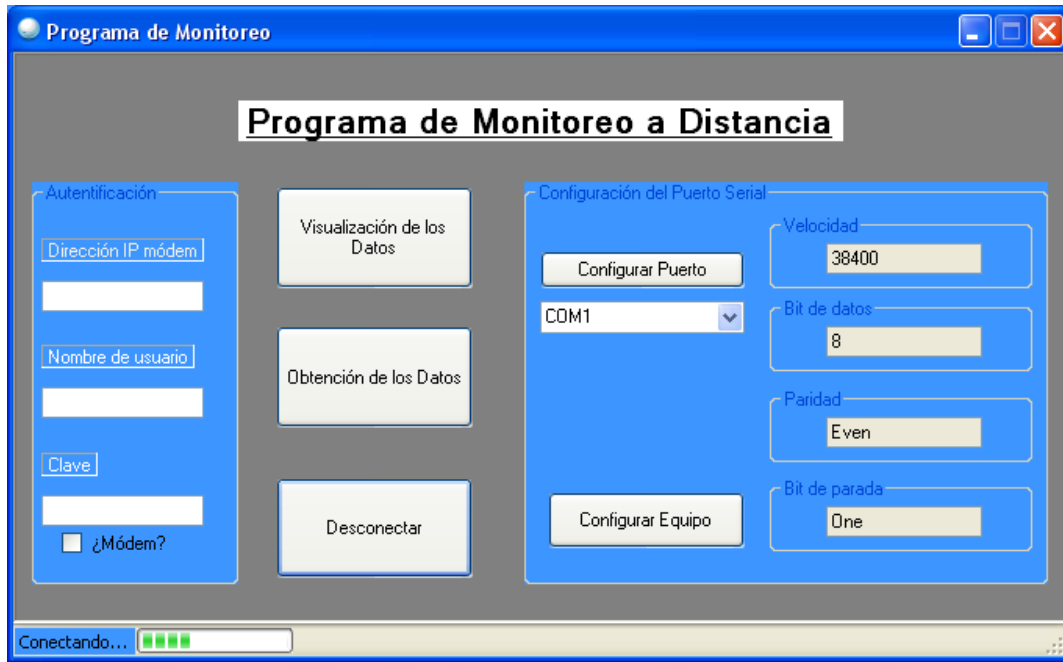 Programa de Monitoreo
Programa de Monitoreo a Distancia
Autentificación
Dirección IP módem
Nombre de usuario
Clave
¿Módem?
Visualización de los
Datos
Obtención de los Datos
Desconectar
Configuración del Puerto Serial
Configurar Puerto
COM1
Configurar Equipo
Velocidad
38400
Bit de datos
8
Paridad
Even
Bit de parada
One
Conectando...